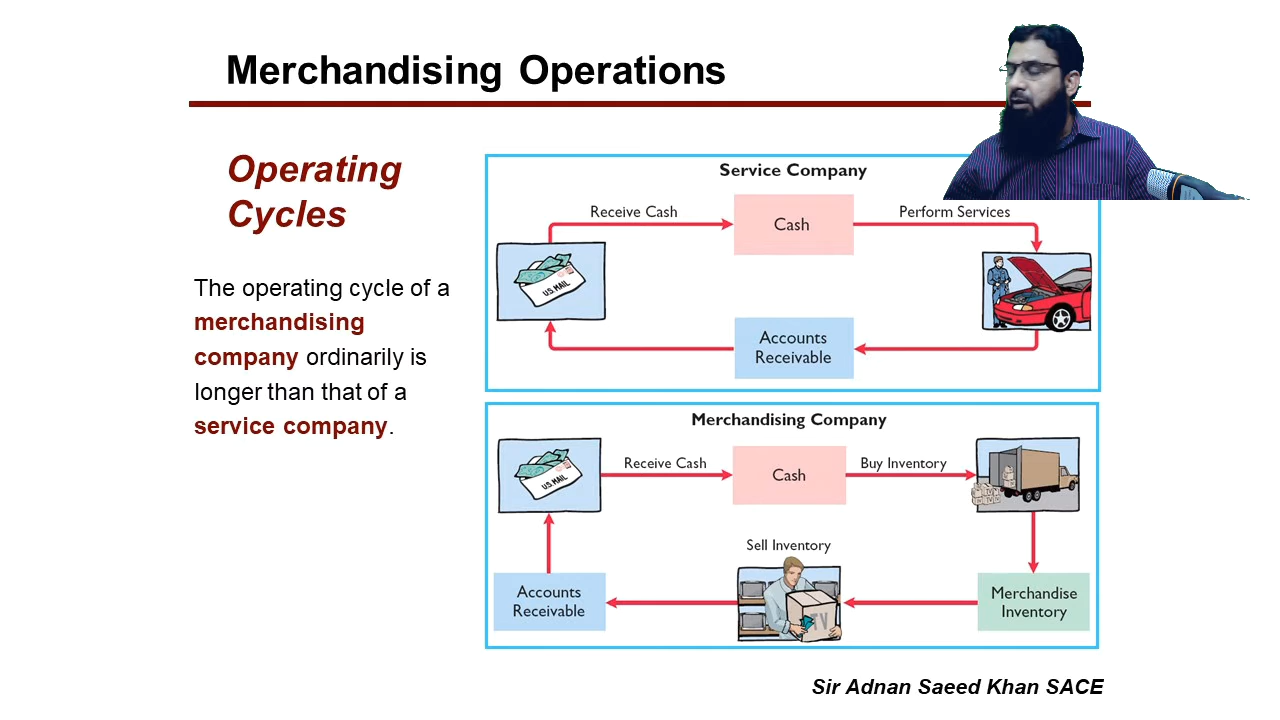 Merchandising Operations
Operating
Cycles
The operating cycle of a
merchandising
company ordinarily is
longer than that of a
service company.
Service Company
Receive Cash
Cash
Perform Services
U.S. MAIL
Accounts
Receivable
Merchandising Company
Receive Cash
Cash
Buy Inventory
U.S. MAIL
Sell Inventory
Accounts
Receivable
TV
Merchandise
Inventory
Sir Adnan Saeed Khan SACE